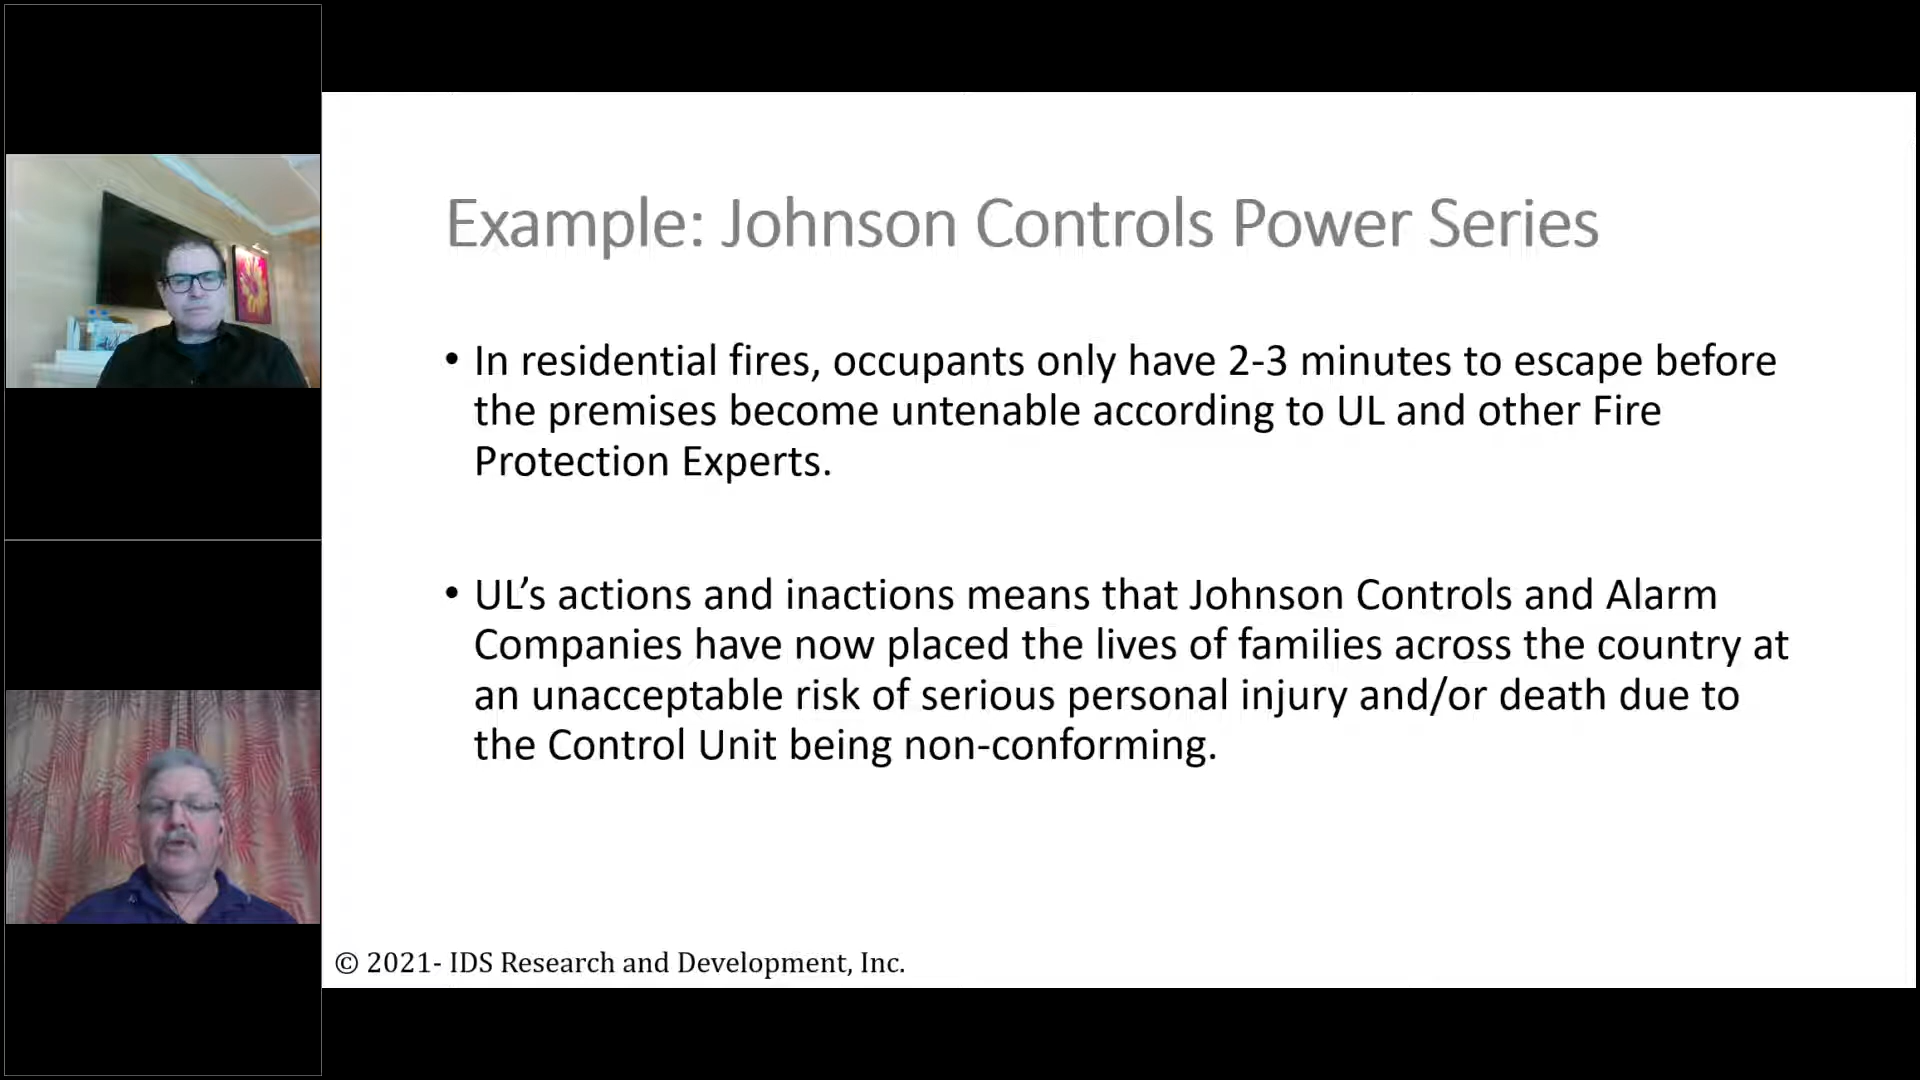 Example: Johnson Controls Power Series
• In residential fires, occupants only have 2-3 minutes to escape before
the premises become untenable according to UL and other Fire
Protection Experts.
• UL’s actions and inactions means that Johnson Controls and Alarm
Companies have now placed the lives of families across the country at
an unacceptable risk of serious personal injury and/or death due to
the Control Unit being non-conforming.
© 2021- IDS Research and Development, Inc.